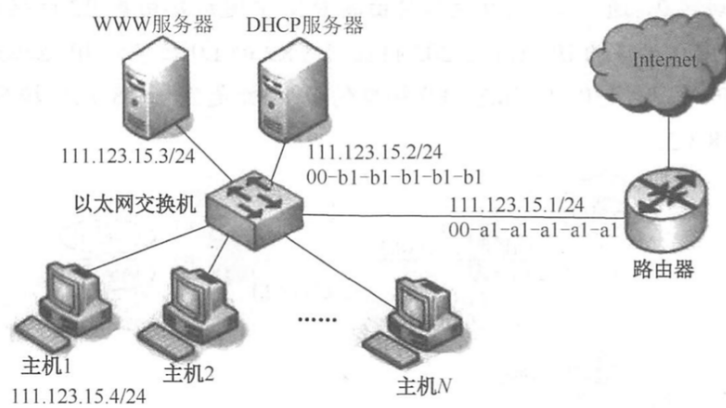 WWW服务器
DHCP服务器
Internet
111.123.15.3/24
111.123.15.2/24
00-b1-b1-b1-b1-b1
以太网交换机
111.123.15.1/24
00-a1-a1-a1-a1-a1
路由器
……
主机1
主机2
主机N
111.123.15.4/24